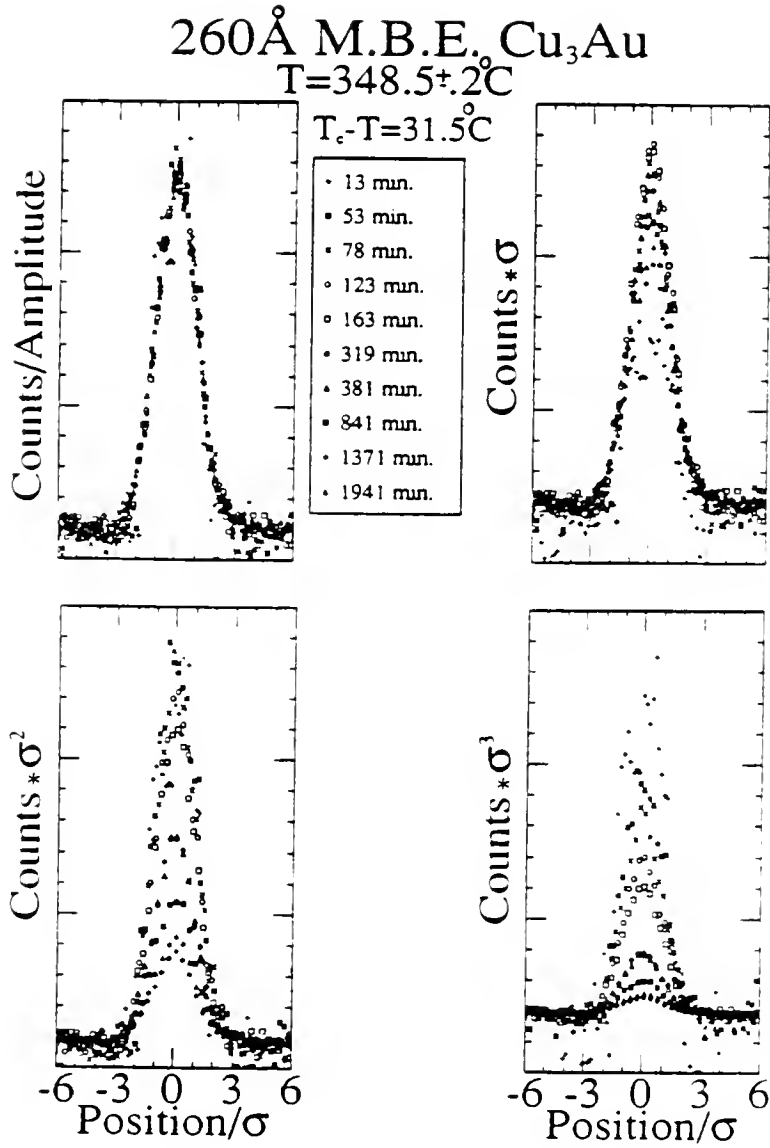 260Å M.B.E. Cu₃Au
T=348.5±.2°C
T꜀-T=31.5°C
13 min.
53 min.
78 min.
123 min.
163 min.
319 min.
381 min.
841 min.
1371 min.
1941 min.
Counts/Amplitude
Counts*σ
Counts*σ²
Counts*σ³
-6 -3 0 3 6
Position/σ
-6 -3 0 3 6
Position/σ